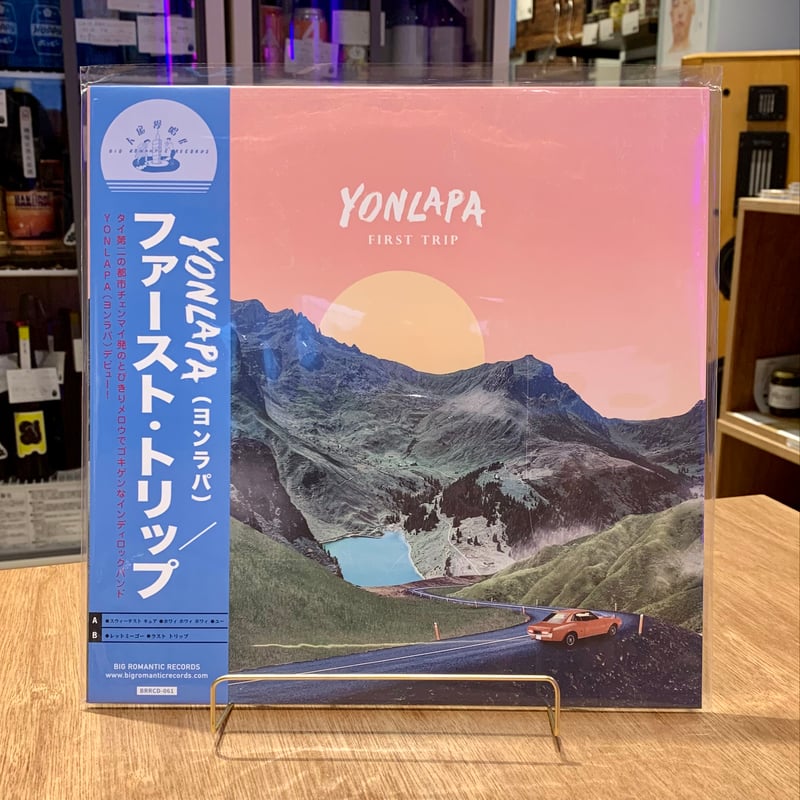 大浪漫唱片
BIG ROMANTIC RECORDS
YONLAPA（ヨンラパ）／
ファースト・トリップ
タイ第二の都市チェンマイ発のとびきりメロウでゴキゲンなインディロックバンド
YONLAPA（ヨンラパ）デビュー！
A ●スウィーテスト キュア ●ホワイ ホワイ ホワイ ●ユー
B ●レットミーゴー ●ラスト トリップ
BIG ROMANTIC RECORDS
www.bigromanticrecords.com
BRRCD-061
YONLAPA
FIRST TRIP